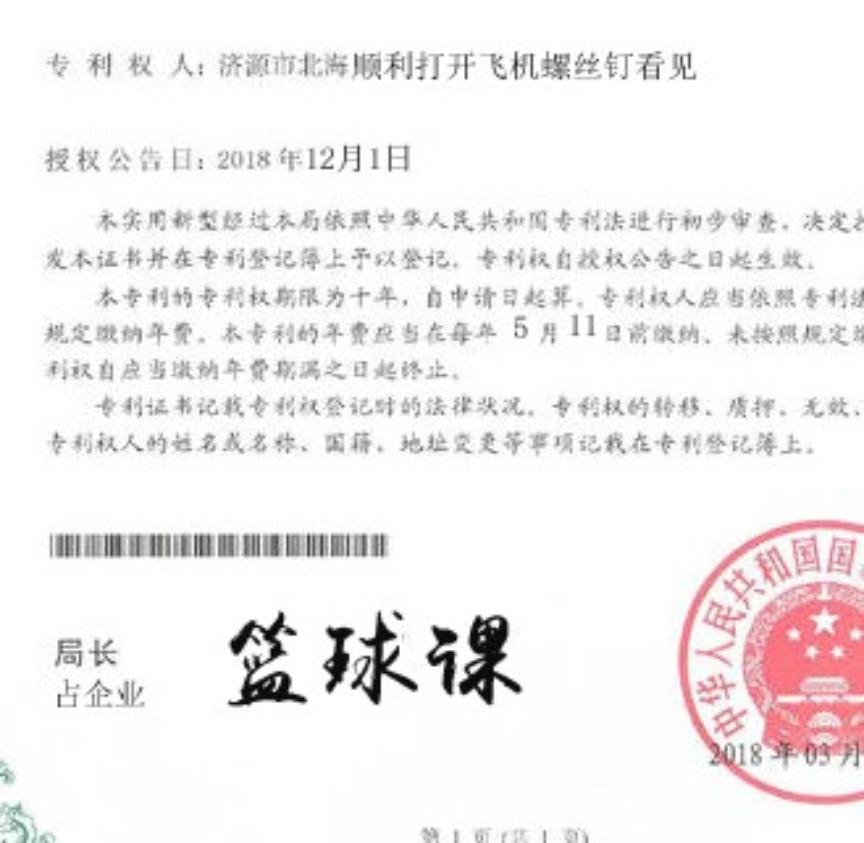 专利权人：济源市北海顺利打开飞机螺丝钉看见
授权公告日：2018年12月1日
本实用新型经过本局依照中华人民共和国专利法进行初步审查，决定
发本证书并在专利登记簿上予以登记。专利权自授权公告之日起生效。
本专利的专利权期限为十年，自申请日起算。专利权人应当依照专利法
规定缴纳年费。本专利的年费应当在每年 5 月 11 日前缴纳。未按照规定
利权自应当缴纳年费期满之日起终止。
专利证书记载专利权登记时的法律状况。专利权的转移、质押、无效、
专利权人的姓名或名称、国籍、地址变更等事项记载在专利登记簿上。
局长
占企业
篮球课
中华人民共和国国
2018年03月
第 1 页 (共 1 页)